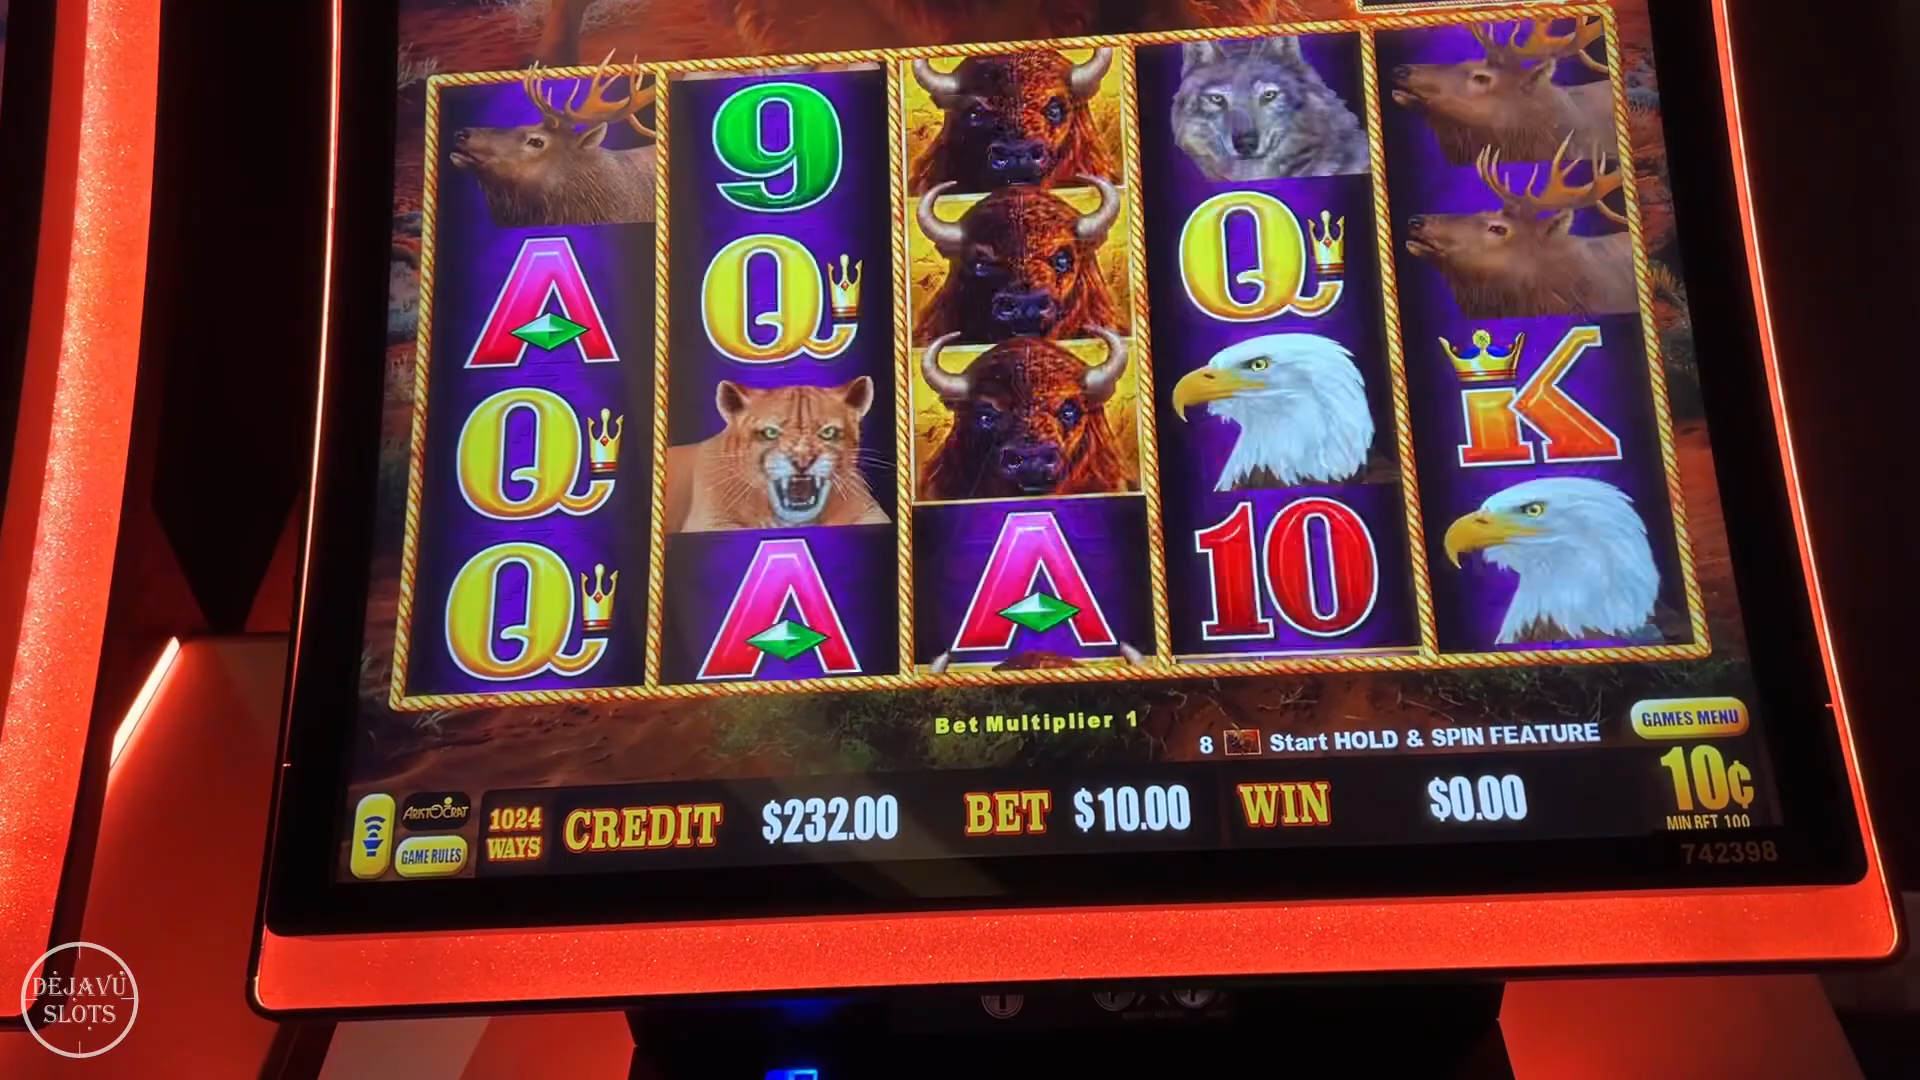 9
A
Q
Q
Q
K
Q
A
A
10
Bet Multiplier 1
8 Start HOLD & SPIN FEATURE
GAMES MENU
ARISTOCRAT
GAME RULES
1024 WAYS
CREDIT $232.00
BET $10.00
WIN $0.00
10¢
MIN BET 100
742398
DEJAVU
SLOTS